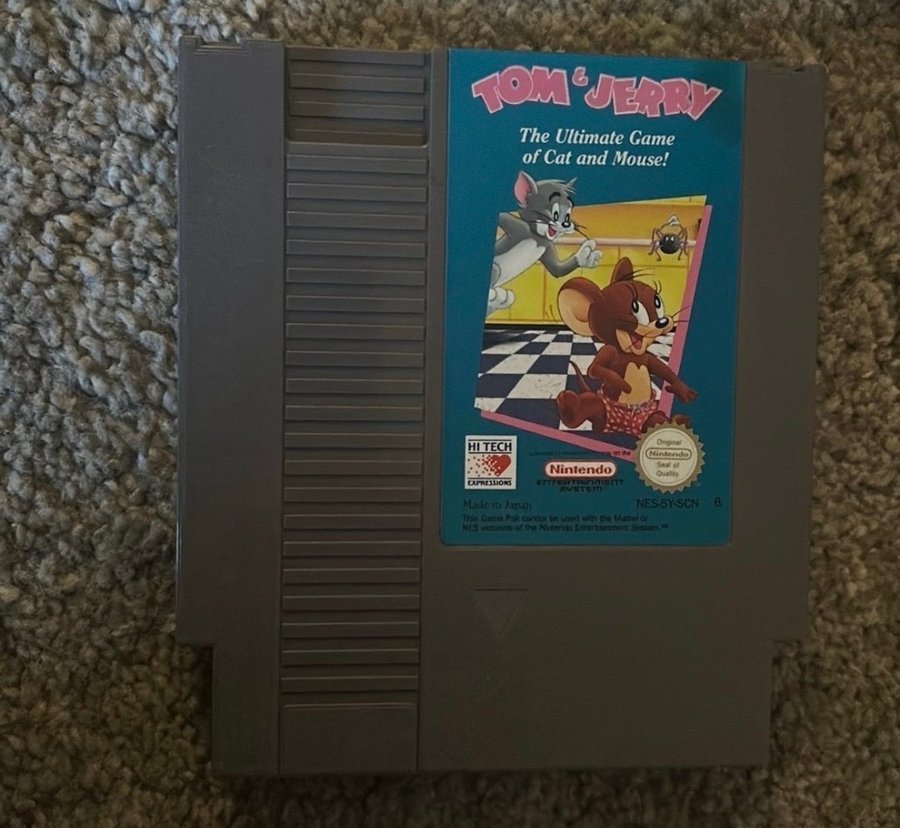 TOM & JERRY
The Ultimate Game
of Cat and Mouse!
HI TECH
EXPRESSIONS
Nintendo
ENTERTAINMENT
SYSTEM
Original
Nintendo
Seal of
Quality
Made in Japan
NES-5Y-SCN
This Game Pak cannot be used with the Mattel or
NES versions of the Nintendo Entertainment System.™